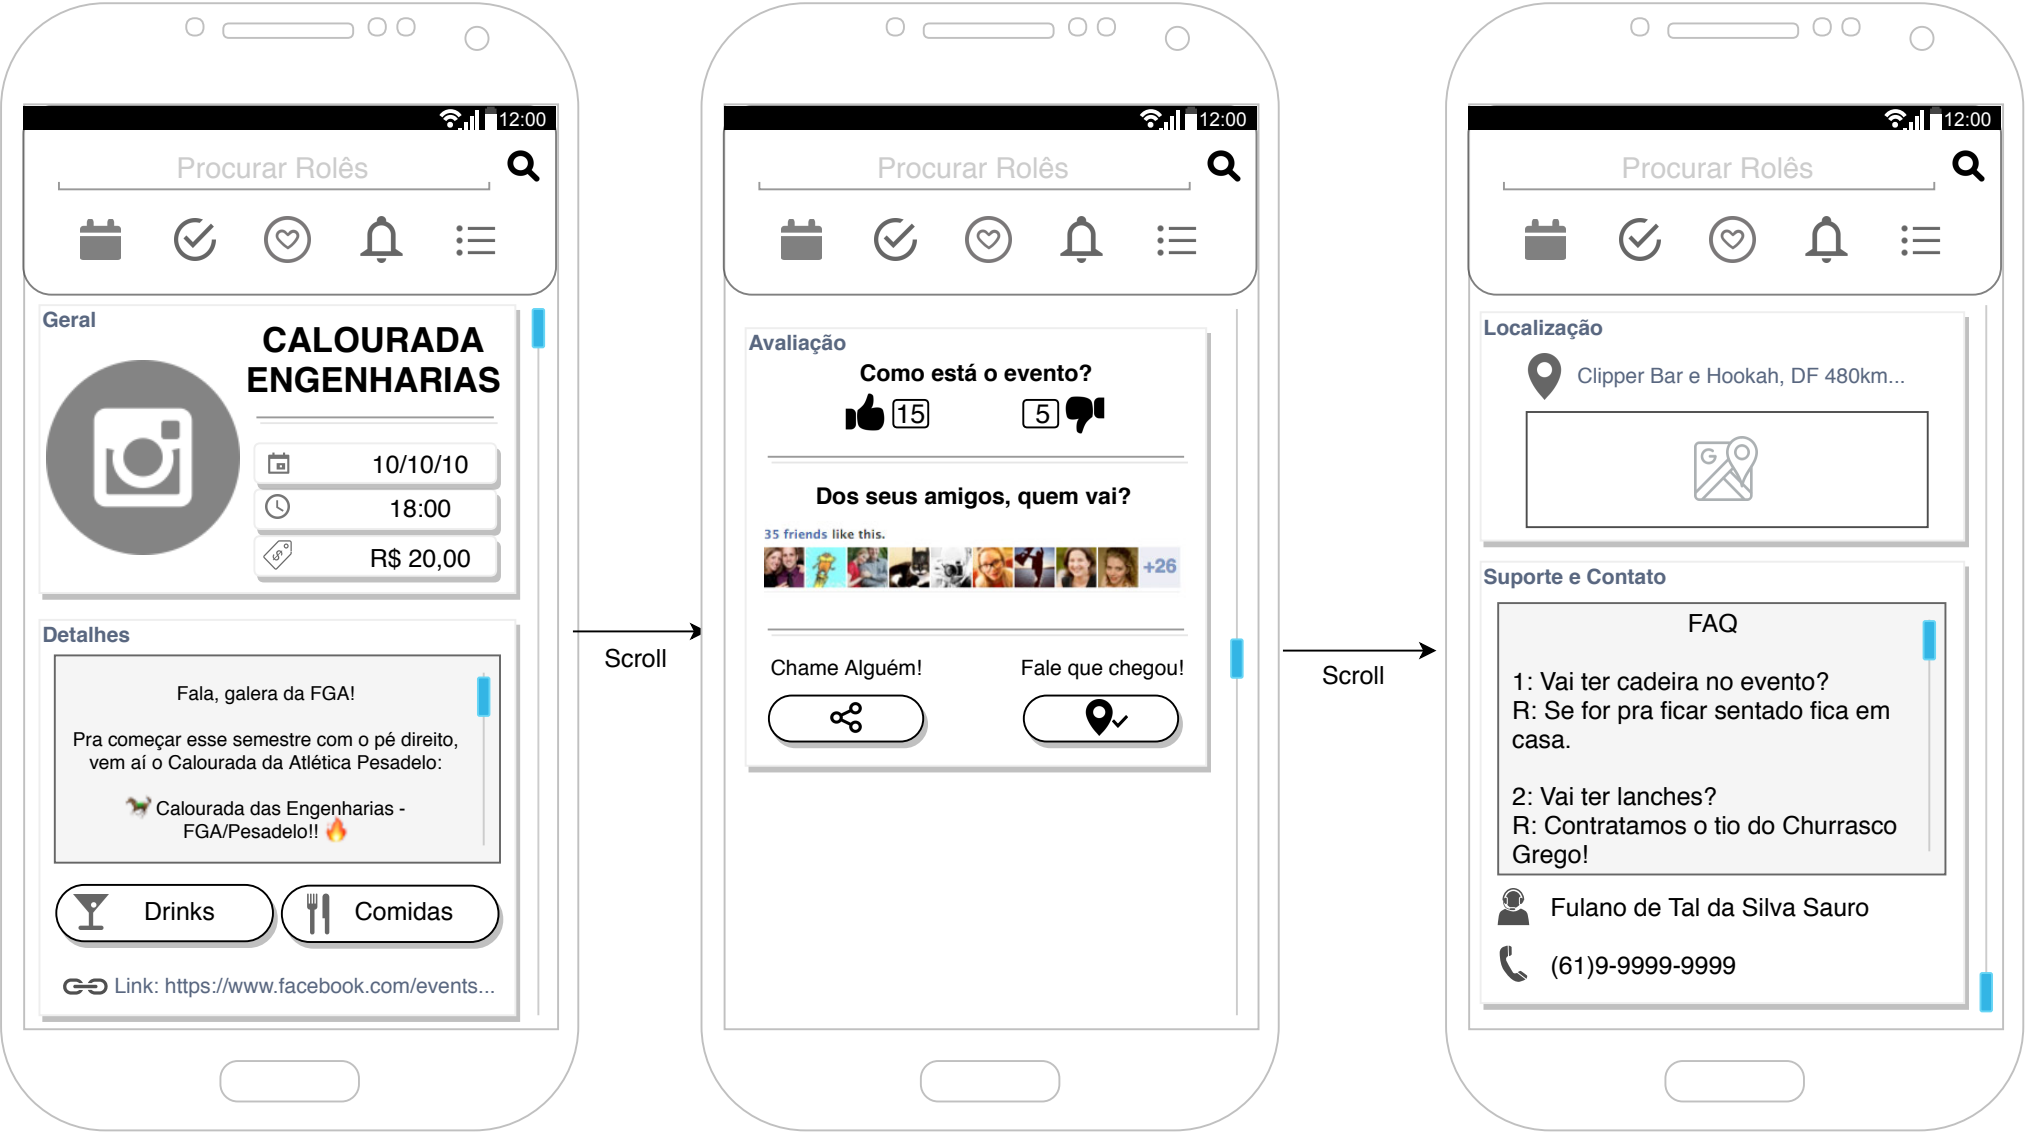 12:00
Procurar Rolês
Geral
CALOURADA
ENGENHARIAS
10/10/10
18:00
R$ 20,00
Detalhes
Fala, galera da FGA!
Pra começar esse semestre com o pé direito,
vem aí o Calourada da Atlética Pesadelo:
Calourada das Engenharias -
FGA/Pesadelo!!
Drinks
Comidas
Link: https://www.facebook.com/events...
Scroll
12:00
Procurar Rolês
Avaliação
Como está o evento?
15
5
Dos seus amigos, quem vai?
35 friends like this.
+26
Chame Alguém!
Fale que chegou!
Scroll
12:00
Procurar Rolês
Localização
Clipper Bar e Hookah, DF 480km...
G
Suporte e Contato
FAQ
1: Vai ter cadeira no evento?
R: Se for pra ficar sentado fica em
casa.
2: Vai ter lanches?
R: Contratamos o tio do Churrasco
Grego!
Fulano de Tal da Silva Sauro
(61)9-9999-9999